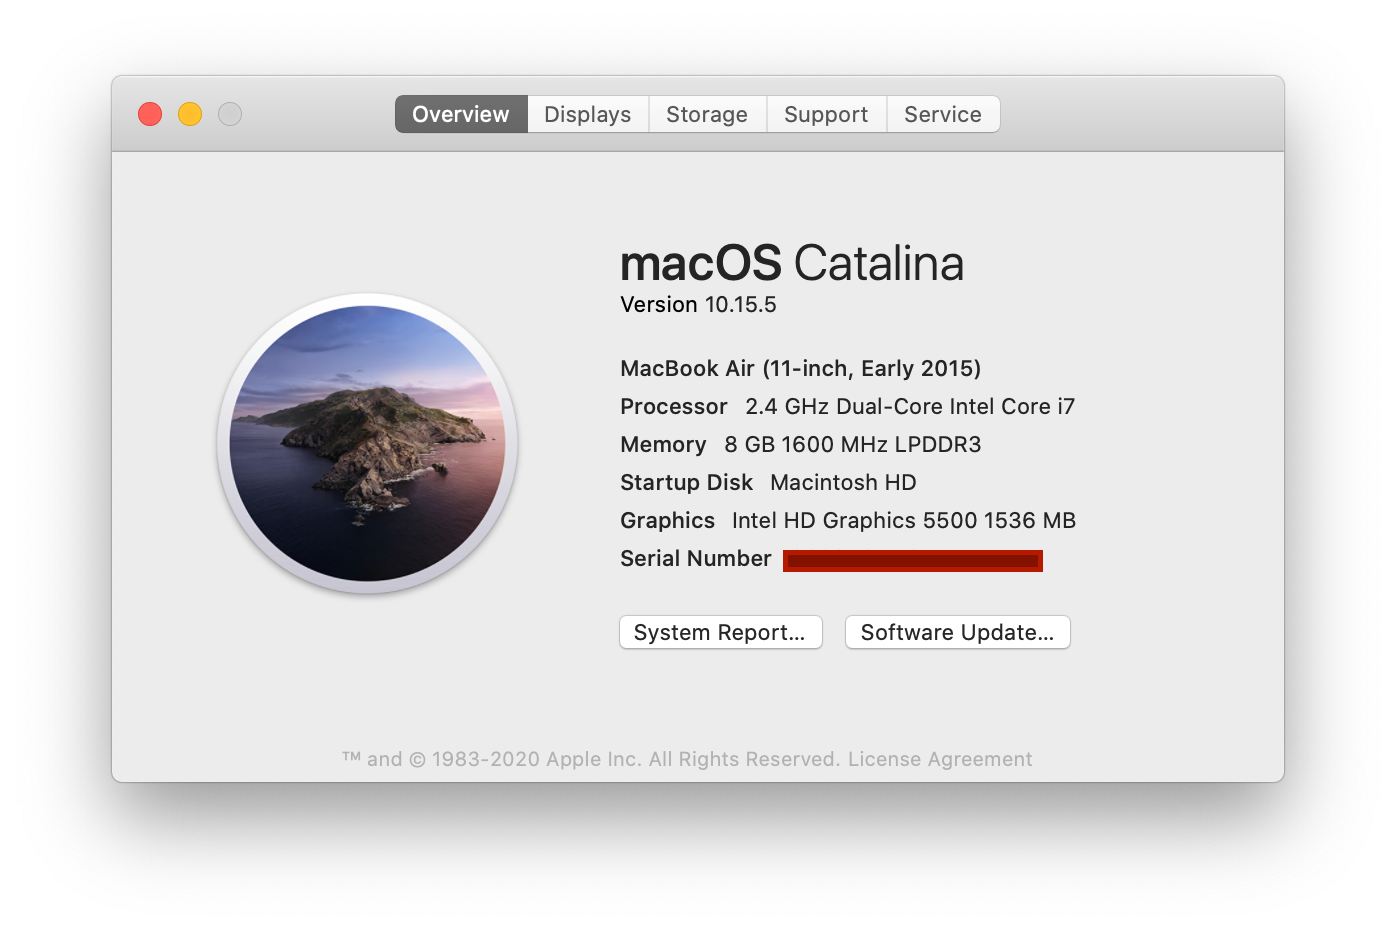 Overview Displays Storage Support Service
macOS Catalina
Version 10.15.5
MacBook Air (11-inch, Early 2015)
Processor 2.4 GHz Dual-Core Intel Core i7
Memory 8 GB 1600 MHz LPDDR3
Startup Disk Macintosh HD
Graphics Intel HD Graphics 5500 1536 MB
Serial Number
System Report... Software Update...
™ and © 1983-2020 Apple Inc. All Rights Reserved. License Agreement